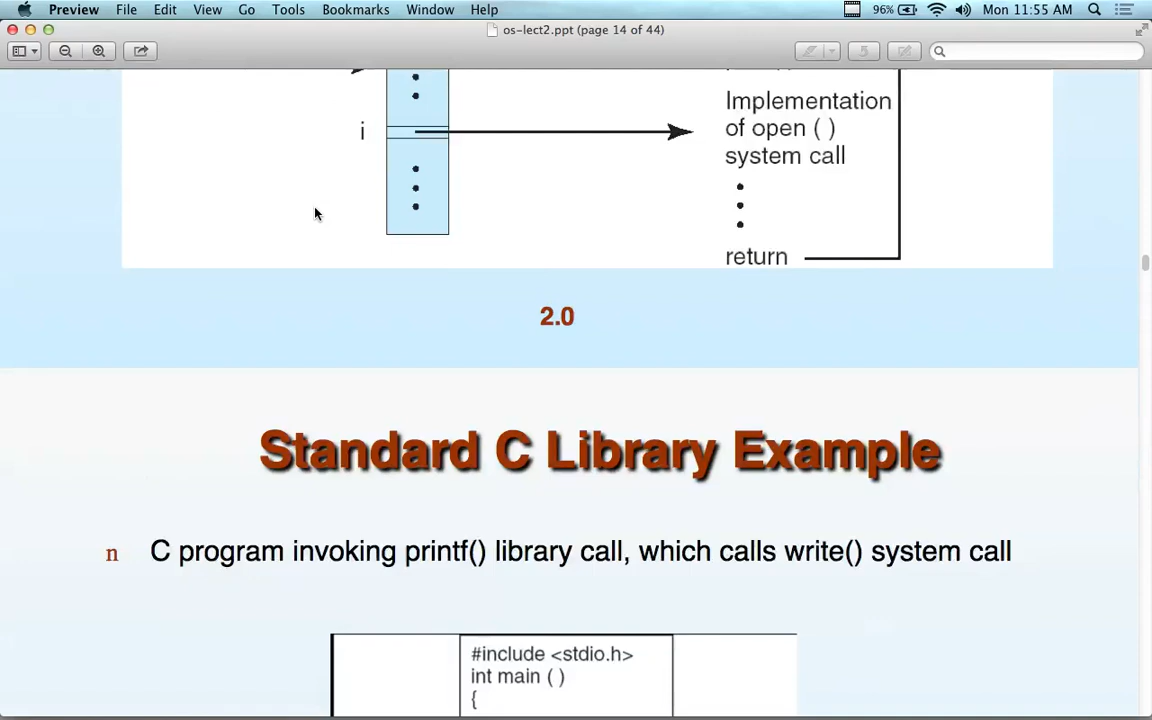 Preview File Edit View Go Tools Bookmarks Window Help 96% Mon 11:55 AM
os-lect2.ppt (page 14 of 44)
Implementation
i
of open ( )
system call
return
2.0
Standard C Library Example
n C program invoking printf() library call, which calls write() system call
#include <stdio.h>
int main ( )
{